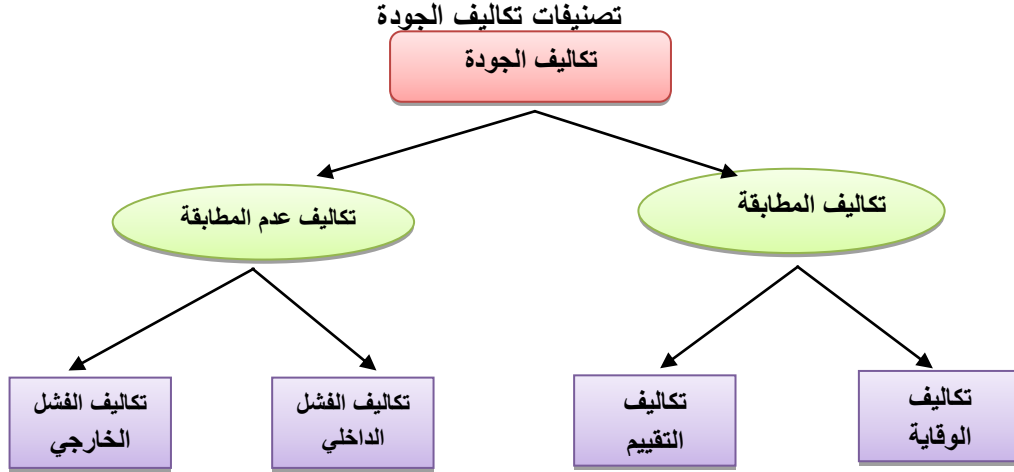 تصنيفات تكاليف الجودة
تكاليف الجودة
تكاليف المطابقة
تكاليف عدم المطابقة
تكاليف
الوقاية
تكاليف
التقييم
تكاليف الفشل
الداخلي
تكاليف الفشل
الخارجي